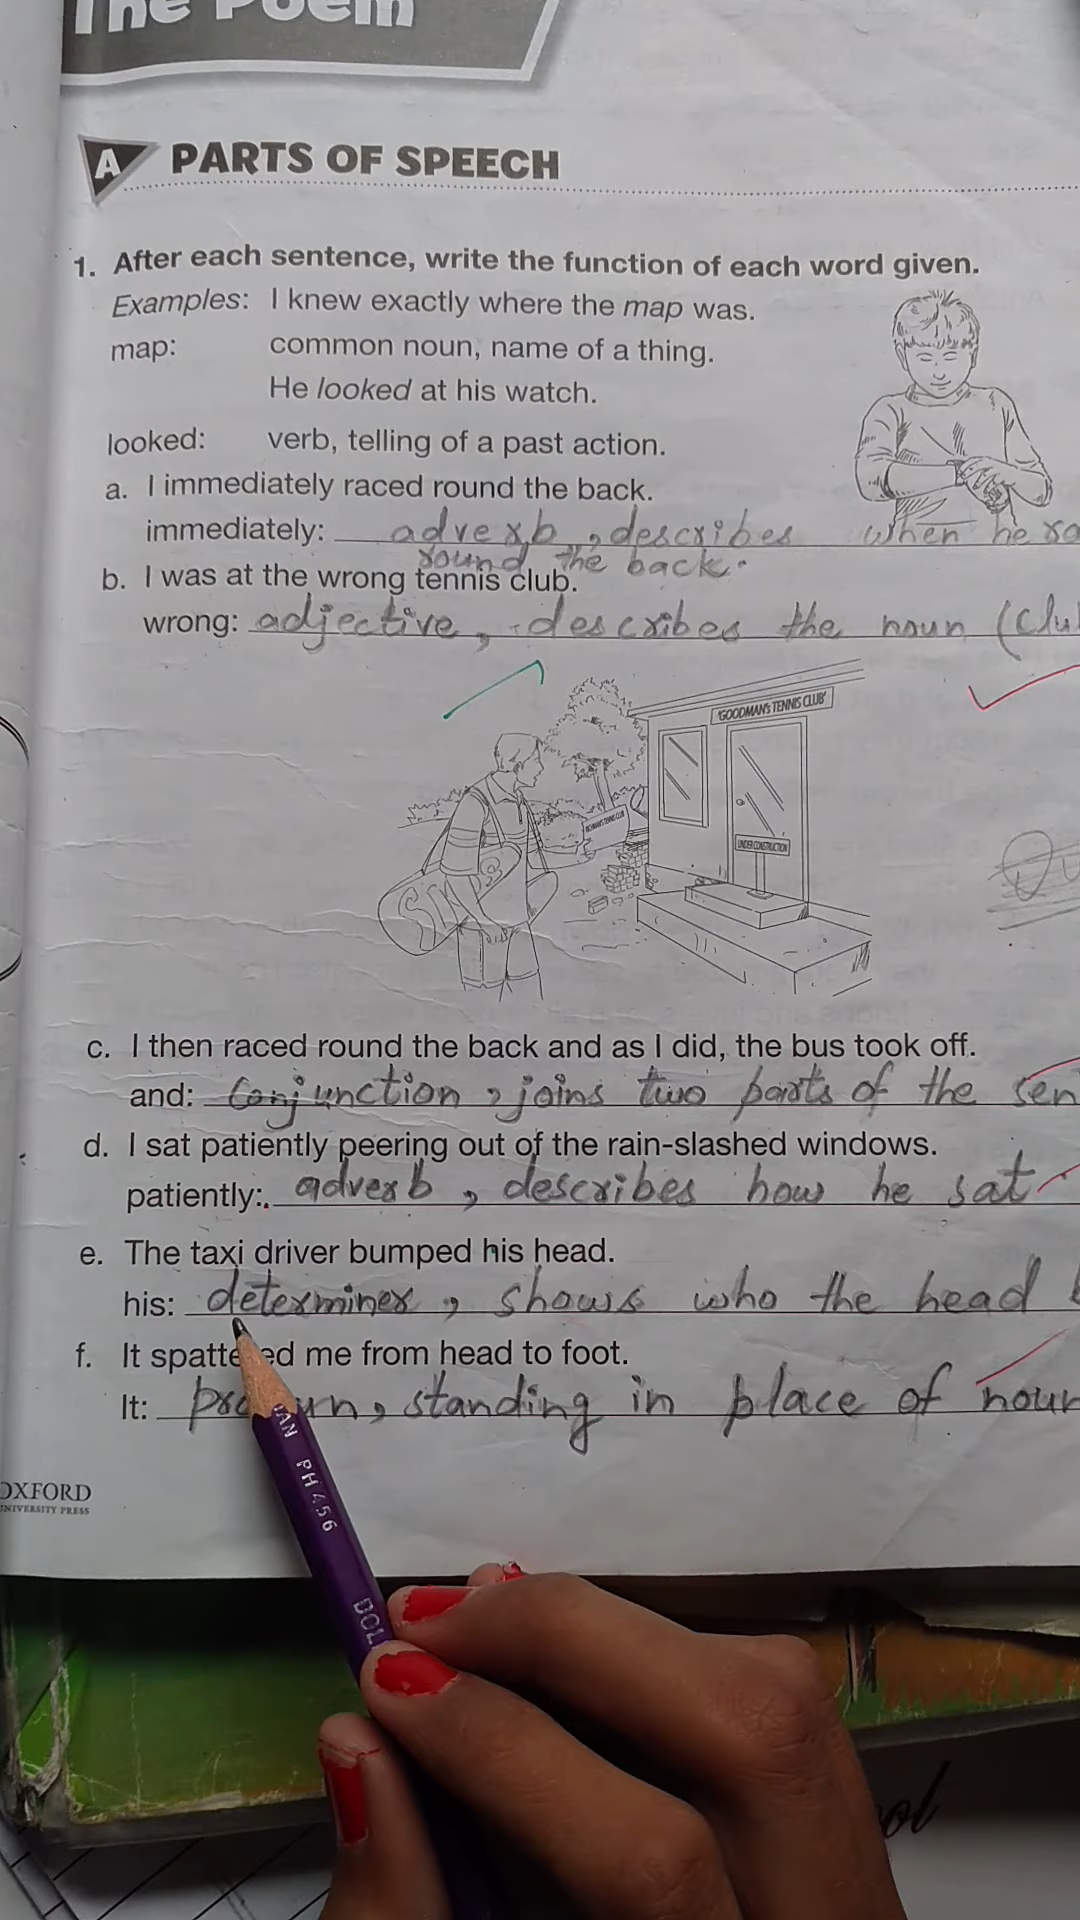 The Poem
A PARTS OF SPEECH
1. After each sentence, write the function of each word given.
Examples: I knew exactly where the map was.
map: common noun, name of a thing.
He looked at his watch.
looked: verb, telling of a past action.
a. I immediately raced round the back.
immediately: adverb, describes when he
round the back.
b. I was at the wrong tennis club.
wrong: adjective, describes the noun
'GOODMAN'S TENNIS CLUB'
UNDER CONSTRUCTION
c. I then raced round the back and as I did, the bus took off.
and: Conjunction, joins two parts of the
d. I sat patiently peering out of the rain-slashed windows.
patiently: adverb, describes how he sat
e. The taxi driver bumped his head.
his: determiner, shows who the head
f. It spattered me from head to foot.
It: pronoun, standing in place of noun
OXFORD
UNIVERSITY PRESS
PH 456